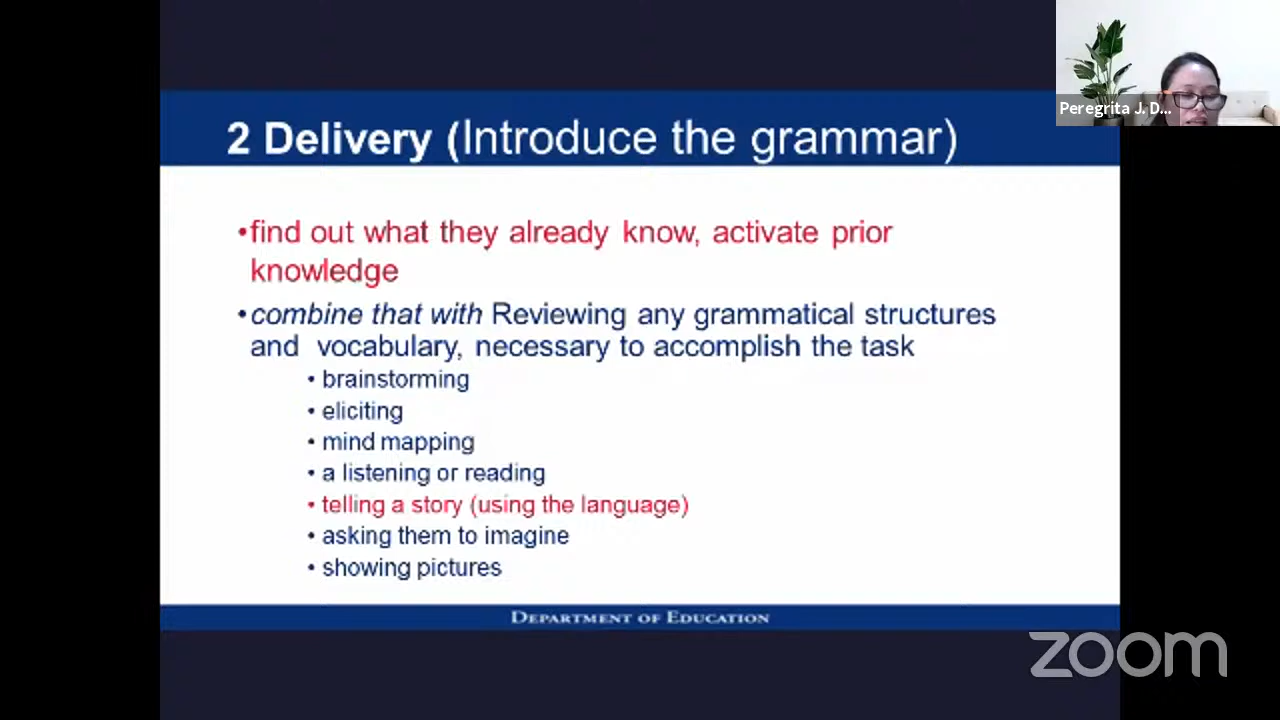 Peregrita J. D...
2 Delivery (Introduce the grammar)
•find out what they already know, activate prior
knowledge
•combine that with Reviewing any grammatical structures
and vocabulary, necessary to accomplish the task
• brainstorming
• eliciting
• mind mapping
• a listening or reading
• telling a story (using the language)
• asking them to imagine
• showing pictures
DEPARTMENT OF EDUCATION
zoom